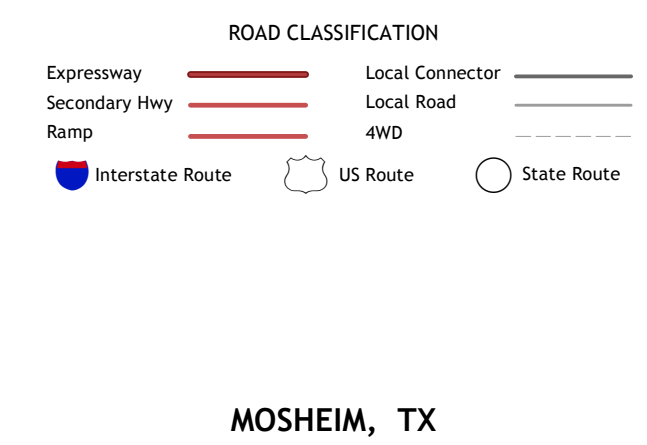 ROAD CLASSIFICATION
Expressway
Local Connector
Secondary Hwy
Local Road
Ramp
4WD
Interstate Route
US Route
State Route
MOSHEIM, TX